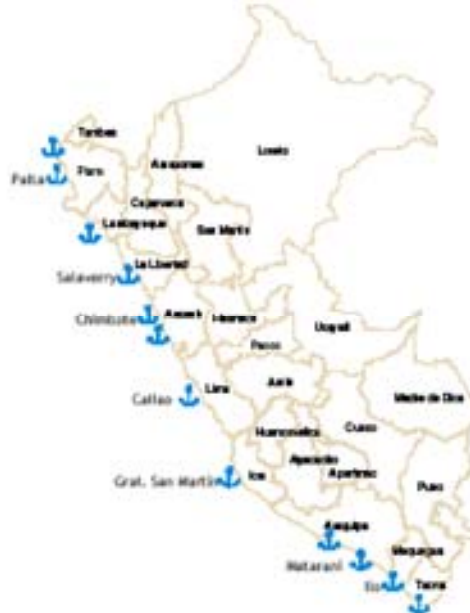 Tumbes
Loreto
Paita
Piura
Amazonas
Cajamarca
Lambayeque
San Martín
La Libertad
Salaverry
Chimbote
Ancash
Huanuco
Ucayali
Pasco
Callao
Lima
Junín
Madre de Dios
Huancavelica
Cusco
Ayacucho
Apurimac
Gral. San Martín
Ica
Puno
Arequipa
Matarani
Moquegua
Ilo
Tacna